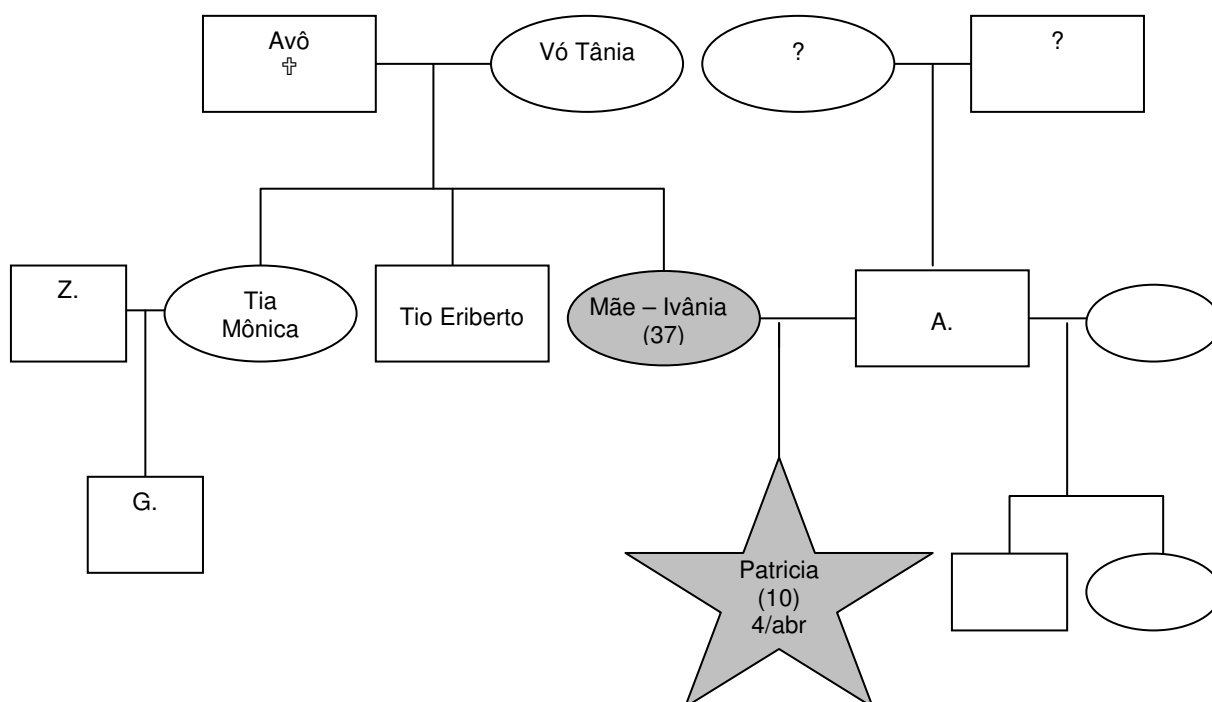 Avô
✞
Vó Tânia
?
?
Z.
Tia
Mônica
Tio Eriberto
Mãe – Ivânia
(37)
A.
G.
Patricia
(10)
4/abr